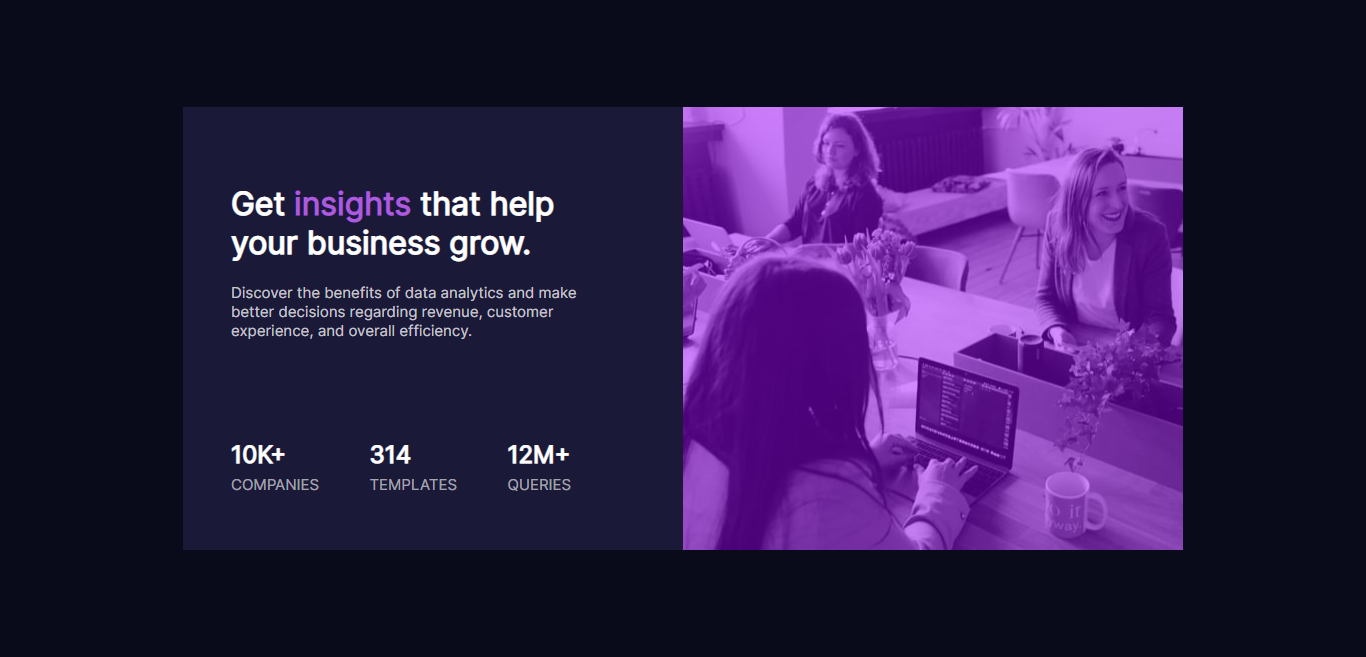 Get insights that help
your business grow.
Discover the benefits of data analytics and make
better decisions regarding revenue, customer
experience, and overall efficiency.
10K+ 314 12M+
COMPANIES TEMPLATES QUERIES